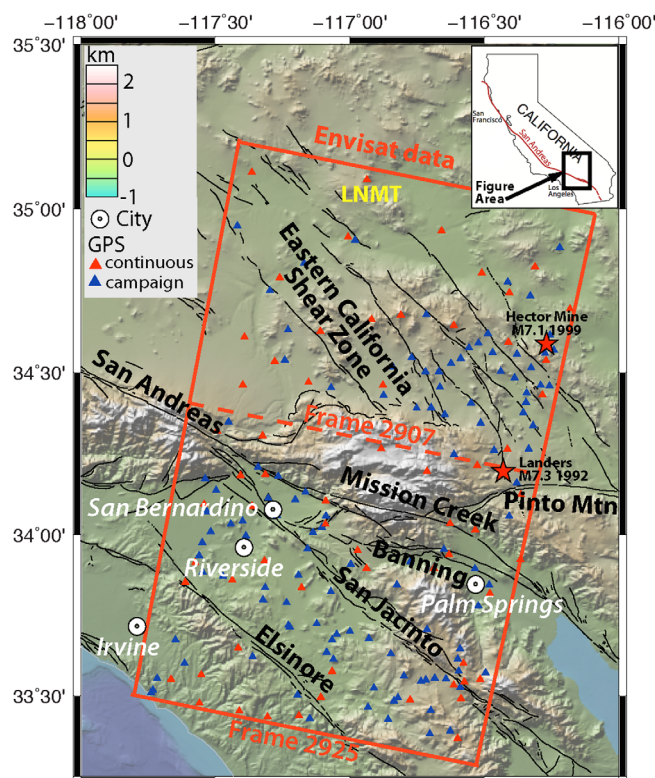 −118°00' −117°30' −117°00' −116°30' −116°00'
35°30'
35°00'
34°30'
34°00'
33°30'
km
2
1
0
-1
City
GPS
continuous
campaign
San
Francisco
CALIFORNIA
San Andreas
Los
Angeles
Figure
Area
Envisat data
LNMT
Eastern California
Shear Zone
Hector Mine
M7.1 1999
San Andreas
Frame 2907
Landers
M7.3 1992
Mission Creek
Pinto Mtn
San Bernardino
Banning
Riverside
San Jacinto
Palm Springs
Irvine
Elsinore
Frame 2925